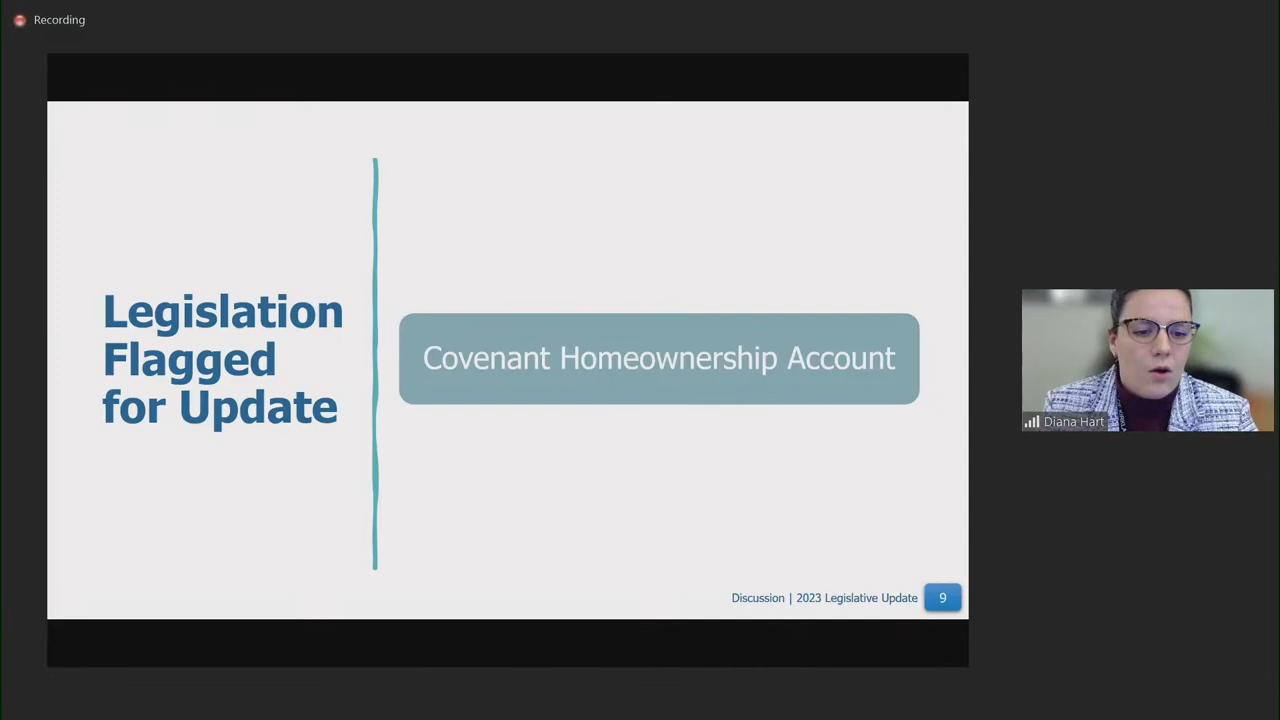 Recording
Legislation
Flagged
for Update
Covenant Homeownership Account
Diana Hart
Discussion | 2023 Legislative Update 9